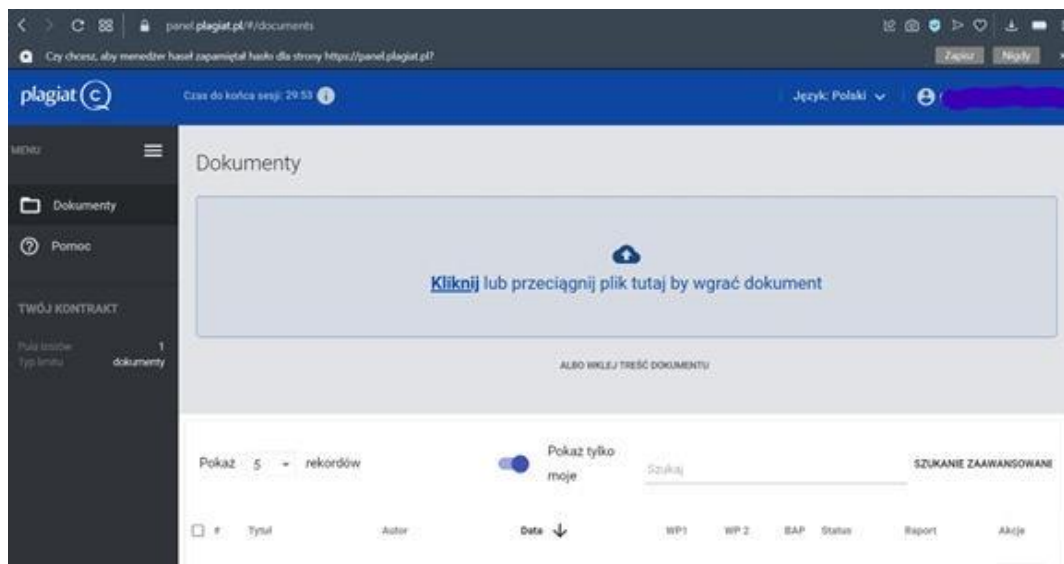 panel.plagiat.pl/#/documents
Czy chcesz, aby menedżer haseł zapamiętał hasło dla strony https://panel.plagiat.pl?
Zapisz
Nigdy
plagiat c
Czas do końca sesji: 29:53 i
Język: Polski
MENU
Dokumenty
Pomoc
TWÓJ KONTRAKT
1
Typ limitu dokumenty
Dokumenty
Kliknij lub przeciągnij plik tutaj by wgrać dokument
ALBO WKLEJ TREŚĆ DOKUMENTU
Pokaż 5 rekordów
Pokaż tylko
moje
Szukaj
SZUKANIE ZAAWANSOWANE
# Tytuł Autor Data WP1 WP 2 BAP Status Raport Akcje